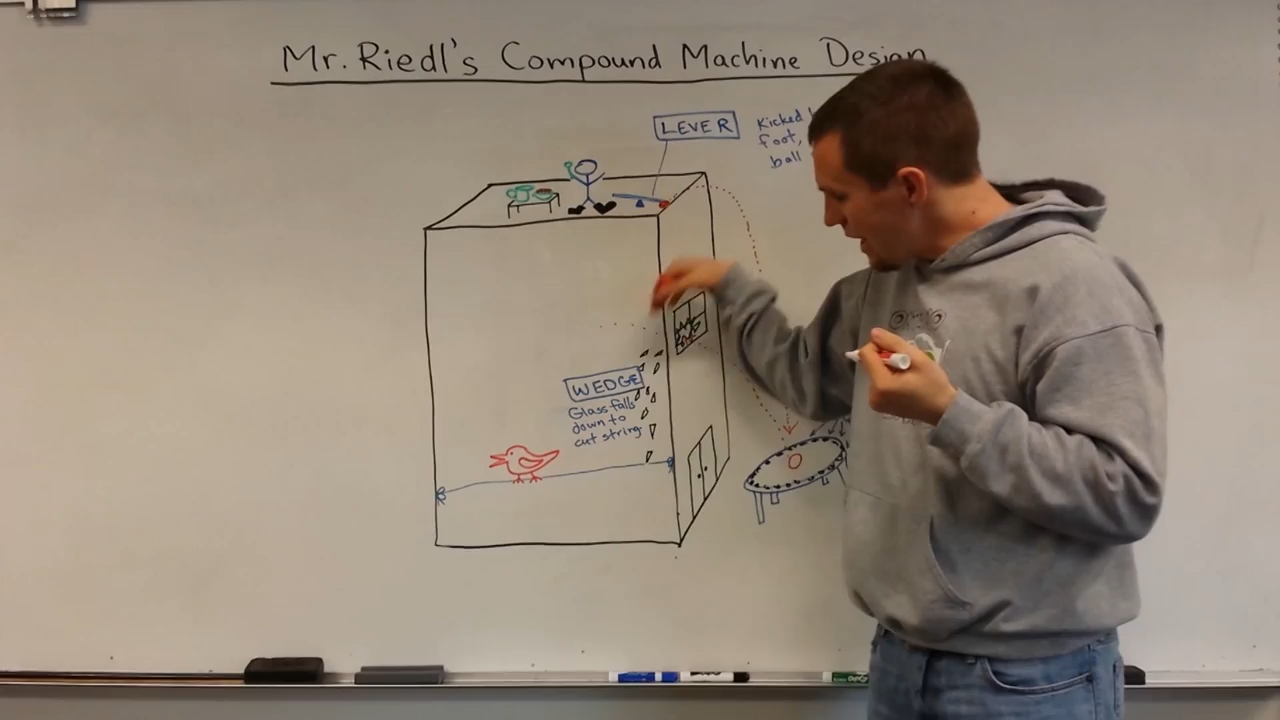 Mr. Riedl's Compound Machine Design
LEVER
Kicked
foot,
ball
WEDGE
Glass falls
down to
cut string.